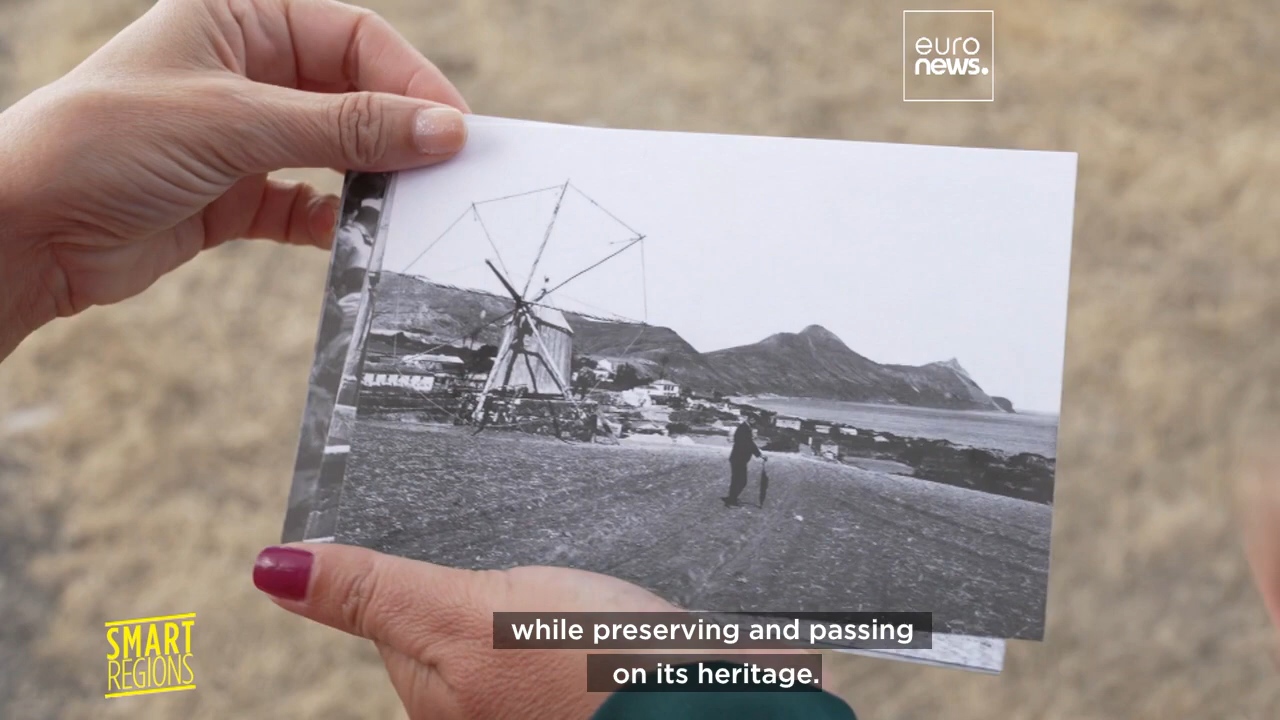 euro
news.
SMART
REGIONS
while preserving and passing
on its heritage.